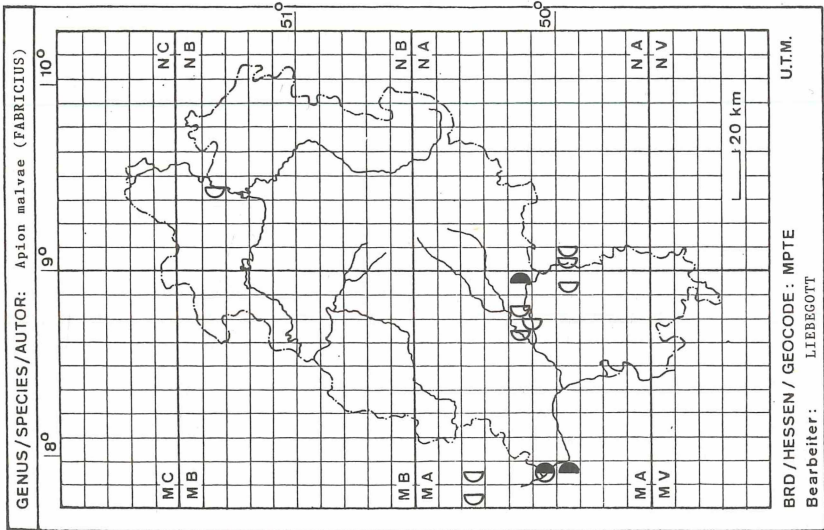 GENUS/SPECIES/AUTOR: Apion malvae (FABRICIUS)
8° 9° 10°
MC NC
MB NB
51°
MB NB
MA NA
50°
MA NA
MV NV
20 km
BRD/HESSEN/GEOCODE: MPTE U.T.M.
Bearbeiter: LIEBEGOTT